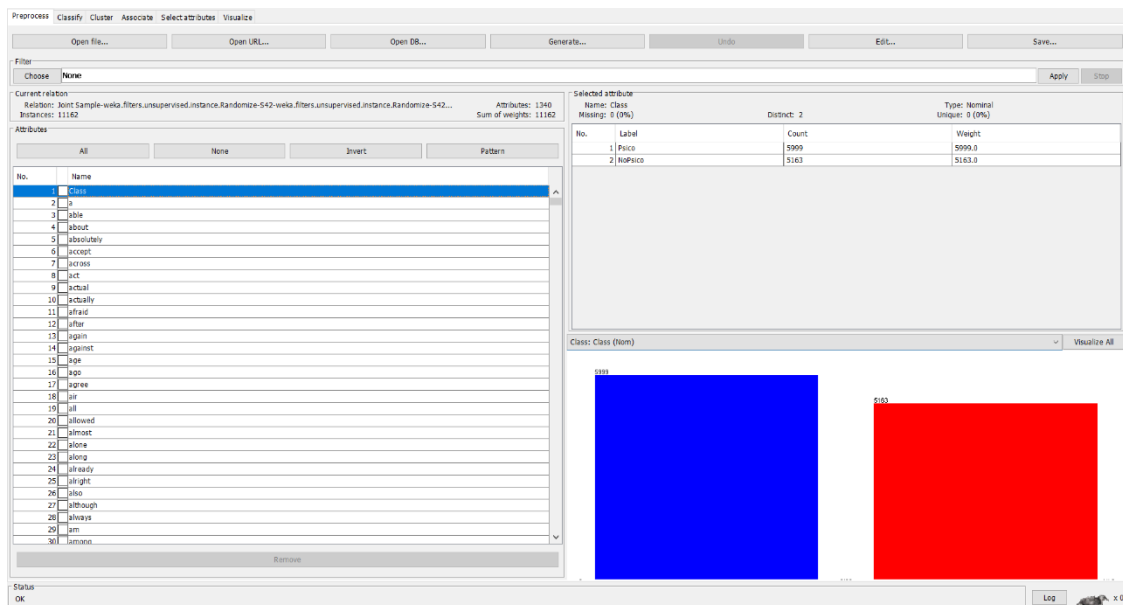 Preprocess Classify Cluster Associate Select attributes Visualize
Open file... Open URL... Open DB... Generate... Undo Edit... Save...
Filter
Choose None Apply Stop
Current relation
Relation: Joint Sample-weka.filters.unsupervised.instance.Randomize-S42-weka.filters.unsupervised.instance.Randomize-S42... Attributes: 1340
Instances: 11162 Sum of weights: 11162
Attributes
All None Invert Pattern
No. Name
1 Class
2 a
3 able
4 about
5 absolutely
6 accept
7 across
8 act
9 actual
10 actually
11 afraid
12 after
13 again
14 against
15 age
16 ago
17 agree
18 air
19 all
20 allowed
21 almost
22 alone
23 along
24 already
25 alright
26 also
27 although
28 always
29 am
30 among
Remove
Selected attribute
Name: Class Type: Nominal
Missing: 0 (0%) Distinct: 2 Unique: 0 (0%)
No. Label Count Weight
1 Psico 5999 5999.0
2 NoPsico 5163 5163.0
Class: Class (Nom) Visualize All
5999
5163
Status
OK
Log x 0